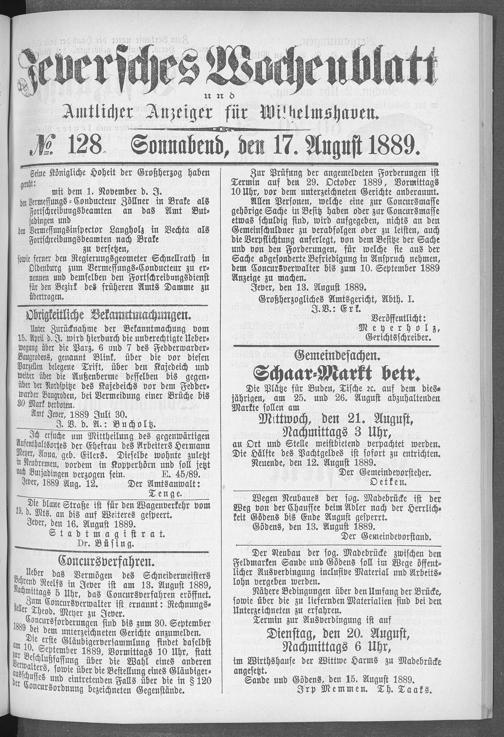 Jeversches Wochenblatt
und
Amtlicher Anzeiger für Wilhelmshaven.
No. 128. Sonnabend, den 17. August 1889.
Seine Königliche Hoheit der Großherzog haben
geruht:
mit dem 1. November d. J.
den Vermessungs-Conducteur Zöllner in Brake als
Fortschreibungsbeamten an das Amt But-
jadingen und
den Vermessungsinspector Langholz in Vechta als
Fortschreibungsbeamten nach Brake
zu versetzen,
sowie ferner den Regierungsgeometer Schnellrath in
Oldenburg zum Vermessungs-Conducteur zu er-
nennen und demselben den Fortschreibungsdienst
für den Bezirk des früheren Amts Damme zu
übertragen.
Obrigkeitliche Bekanntmachungen.
Unter Zurücknahme der Bekanntmachung vom
15. April d. J. wird hierdurch die unberechtigte Ueber-
wegung über die Parz. 6 und 7 des Fedderwarder-
Baugrodens, genannt Blink, über die vor diesen
Parzellen belegene Trift, über den Kajedeich und
weiter über die Außenberme desselben bis gegen-
über der Nordspitze des Kajedeichs vor dem Fedder-
warder Baugroden, bei Vermeidung einer Brüche bis
30 Mark verboten.
Amt Jever, 1889 Juli 30.
J. V. d. A.: Bucholtz.
Ich ersuche um Mittheilung des gegenwärtigen
Aufenthaltsortes der Ehefrau des Arbeiters Hermann
Meyer, Anna, geb. Eilers. Dieselbe wohnte zuletzt
in Neubremen, vordem in Kopperhörn und soll jetzt
nach Butjadingen verzogen sein. E. 45/89.
Jever, 1889 Aug. 12. Der Amtsanwalt:
Tenge.
Die blaue Straße ist für den Wagenverkehr vom
19. d. Mts. an bis auf Weiteres gesperrt.
Jever, den 16. August 1889.
Stadtmagistrat.
Dr. Büsing.
Concursverfahren.
Ueber das Vermögen des Schneidermeisters
Behrend Reelfs in Jever ist am 13. August 1889,
Nachmittags 5 Uhr, das Concursverfahren eröffnet.
Zum Concursverwalter ist ernannt: Rechnungs-
steller Theod. Meyer zu Jever.
Concursforderungen sind bis zum 30. September
1889 bei dem unterzeichneten Gericht anzumelden.
Die erste Gläubigerversammlung findet daselbst
am 10. September 1889, Vormittags 10 Uhr, statt
zur Beschlußfassung über die Wahl eines anderen
Verwalters, sowie über die Bestellung eines Gläubiger-
ausschusses und eintretenden Falls über die in § 120
der Concursordnung bezeichneten Gegenstände.
Zur Prüfung der angemeldeten Forderungen ist
Termin auf den 29. October 1889, Vormittags
10 Uhr, vor dem unterzeichneten Gerichte anberaumt.
Allen Personen, welche eine zur Concursmasse
gehörige Sache in Besitz haben oder zur Concursmasse
etwas schuldig sind, wird aufgegeben, nichts an den
Gemeinschuldner zu verabfolgen oder zu leisten, auch
die Verpflichtung auferlegt, von dem Besitze der Sache
und von den Forderungen, für welche sie aus der
Sache abgesonderte Befriedigung in Anspruch nehmen,
dem Concursverwalter bis zum 10. September 1889
Anzeige zu machen.
Jever, den 13. August 1889.
Großherzogliches Amtsgericht, Abth. I.
J. V.: Erk.
Veröffentlicht:
Meyerholz,
Gerichtsschreiber.
Gemeindesachen.
Schaar-Markt betr.
Die Plätze für Buden, Tische ꝛc. auf dem dies-
jährigen, am 25. und 26. August abzuhaltenden
Markte sollen am
Mittwoch, den 21. August,
Nachmittags 3 Uhr,
an Ort und Stelle meistbietend verpachtet werden.
Die Hälfte des Pachtgeldes ist sofort zu entrichten.
Neuende, den 12. August 1889.
Der Gemeindevorsteher.
Oetken.
Wegen Neubaues der sog. Madebrücke ist der
Weg von der Chaussee beim Adler nach der Herrlich-
keit Gödens bis Ende August gesperrt.
Gödens, den 13. August 1889.
Der Gemeindevorstand.
Der Neubau der sog. Madebrücke zwischen den
Feldmarken Sande und Gödens soll im Wege öffent-
licher Ausverdingung inclusive Material und Arbeits-
lohn vergeben werden.
Nähere Bedingungen über den Umfang der Brücke,
sowie über die zu liefernden Materialien sind bei den
Unterzeichneten zu erfahren.
Termin zur Ausverdingung ist auf
Dienstag, den 20. August,
Nachmittags 6 Uhr,
im Wirthshause der Wittwe Harms zu Madebrücke
angesetzt.
Sande und Gödens, den 15. August 1889.
Irp Memmen. Th. Taaks.